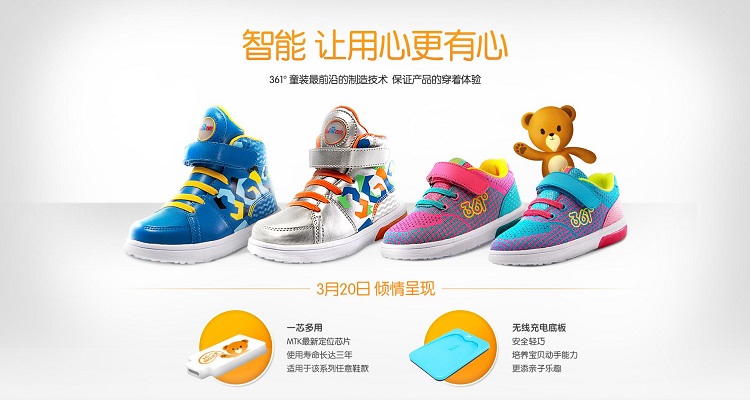 智能 让用心更有心
361° 童装最前沿的制造技术 保证产品的穿着体验
361°
361°
3月20日 倾情呈现
一芯多用
MTK最新定位芯片
使用寿命长达三年
适用于该系列任意鞋款
无线充电底板
安全轻巧
培养宝贝动手能力
更添亲子乐趣